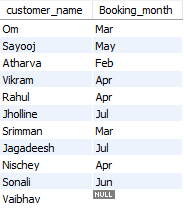 customer_name Booking_month
Om Mar
Sayooj May
Atharva Feb
Vikram Apr
Rahul Apr
Jholline Jul
Srimman Mar
Jagadeesh Jul
Nischey Apr
Sonali Jun
Vaibhav NULL